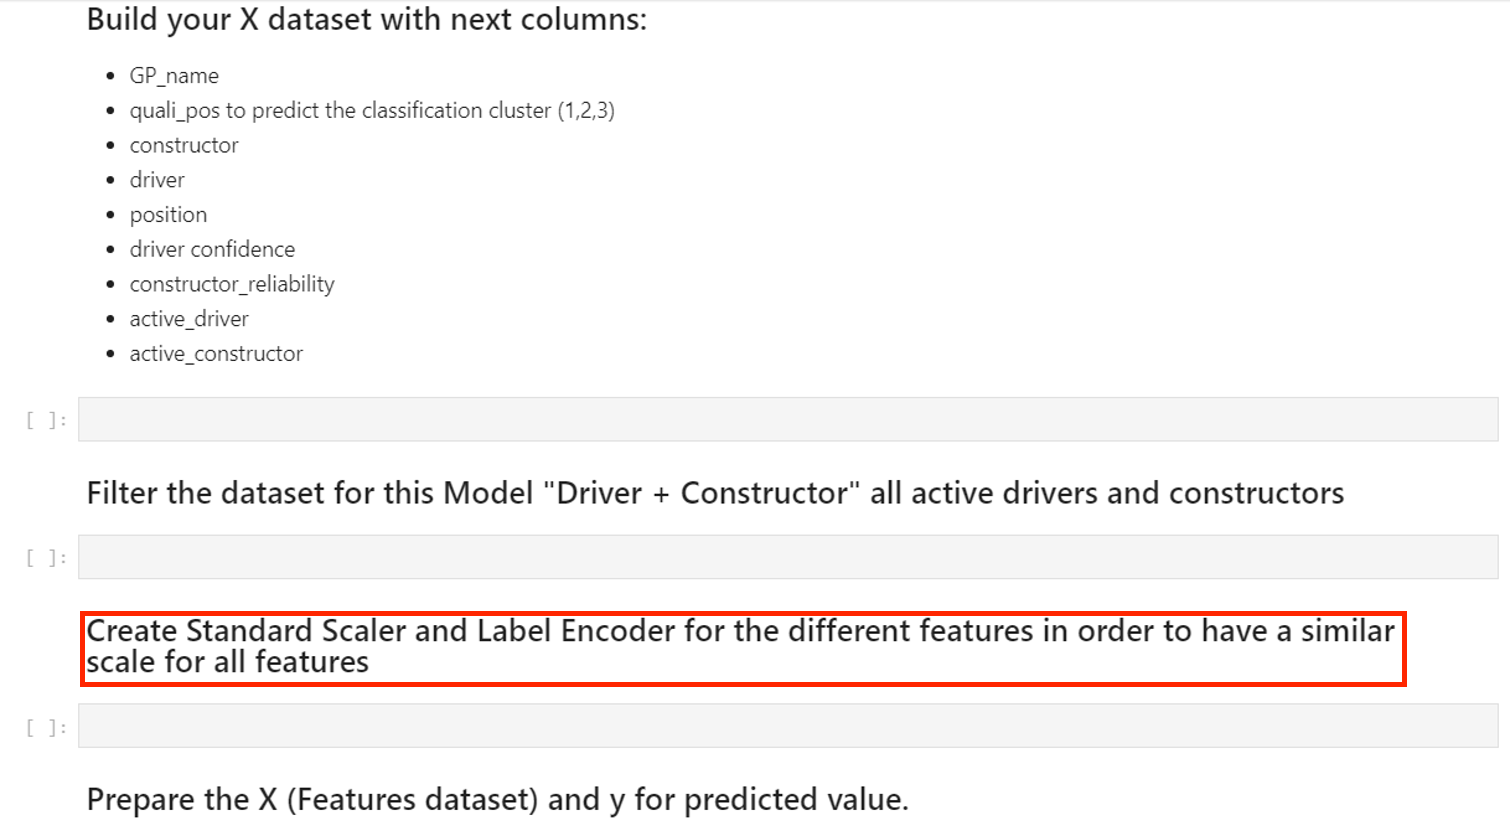 Build your X dataset with next columns:
• GP_name
• quali_pos to predict the classification cluster (1,2,3)
• constructor
• driver
• position
• driver confidence
• constructor_reliability
• active_driver
• active_constructor
[ ]:
Filter the dataset for this Model "Driver + Constructor" all active drivers and constructors
[ ]:
Create Standard Scaler and Label Encoder for the different features in order to have a similar
scale for all features
[ ]:
Prepare the X (Features dataset) and y for predicted value.